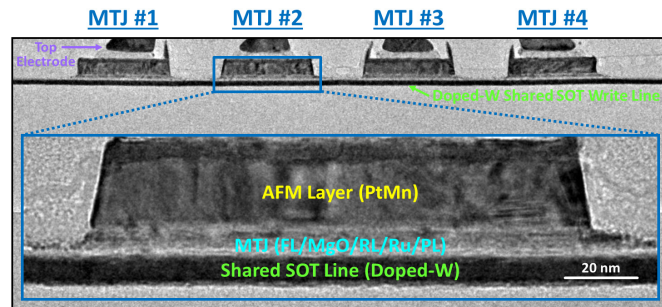 MTJ #1 MTJ #2 MTJ #3 MTJ #4
Top
Electrode
Doped-W Shared SOT Write Line
AFM Layer (PtMn)
MTJ (FL/MgO/RL/Ru/PL)
Shared SOT Line (Doped-W)
20 nm